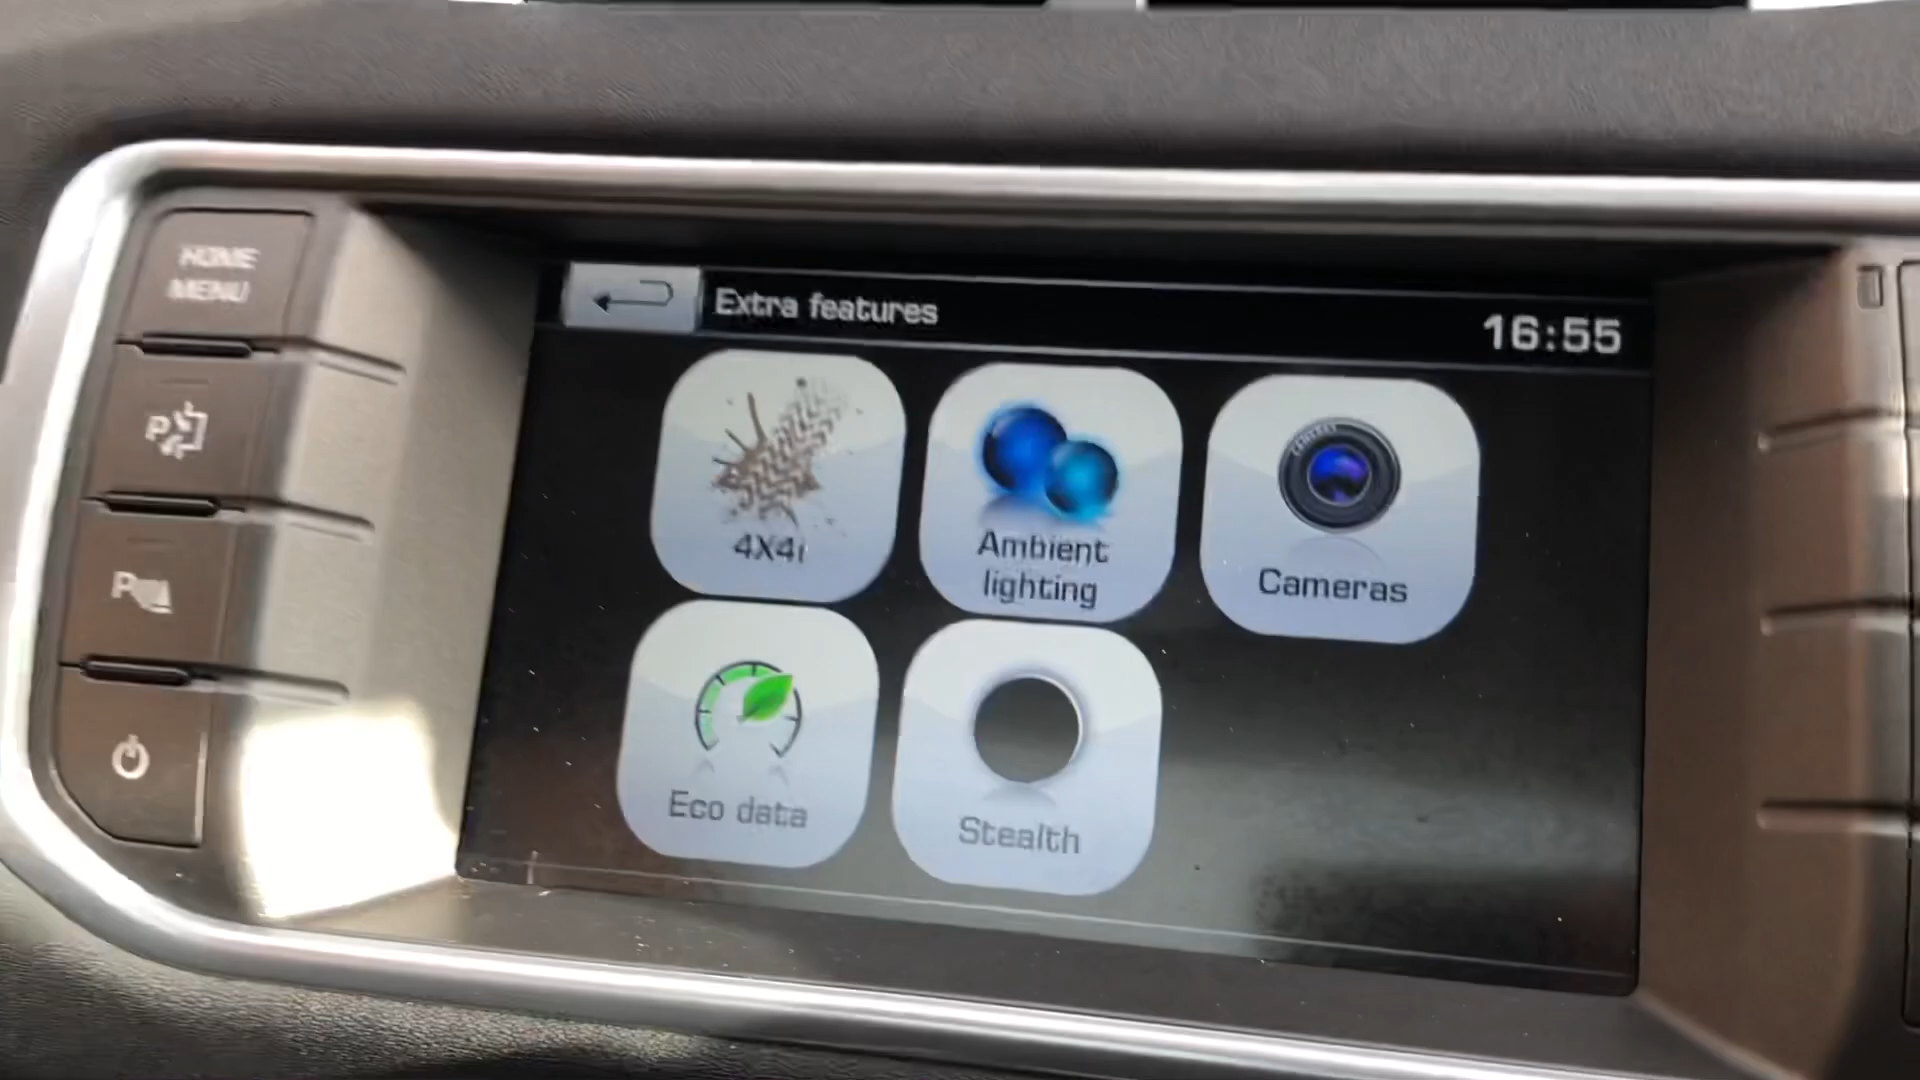 HOME
MENU
Extra features
16:55
4X4i
Ambient
lighting
Cameras
P
Eco data
Stealth
P